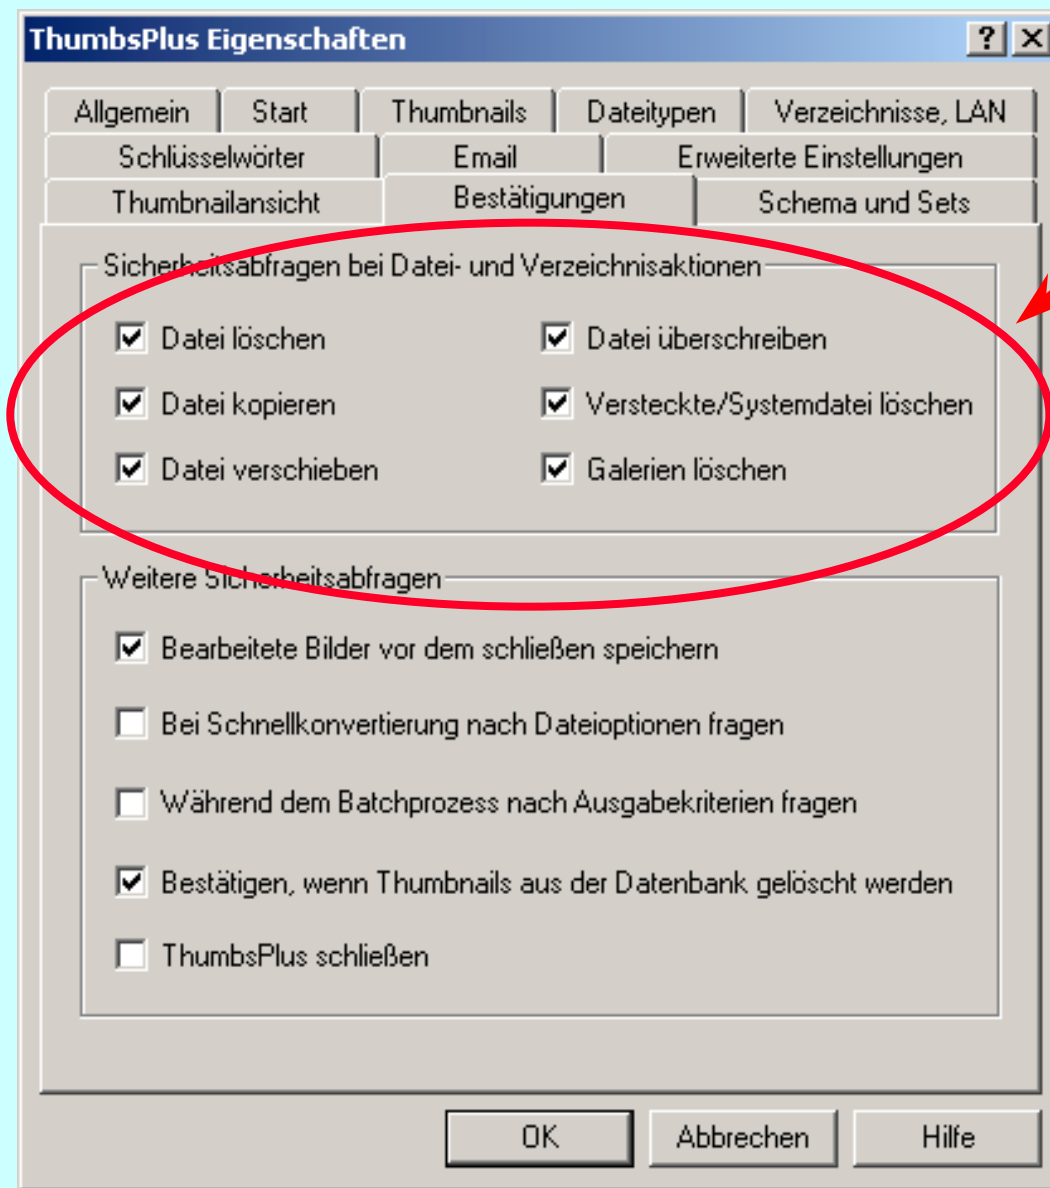 ThumbsPlus Eigenschaften
Allgemein Start Thumbnails Dateitypen Verzeichnisse, LAN
Schlüsselwörter Email Erweiterte Einstellungen
Thumbnailansicht Bestätigungen Schema und Sets
Sicherheitsabfragen bei Datei- und Verzeichnisaktionen
Datei löschen Datei überschreiben
Datei kopieren Versteckte/Systemdatei löschen
Datei verschieben Galerien löschen
Weitere Sicherheitsabfragen
Bearbeitete Bilder vor dem schließen speichern
Bei Schnellkonvertierung nach Dateioptionen fragen
Während dem Batchprozess nach Ausgabekriterien fragen
Bestätigen, wenn Thumbnails aus der Datenbank gelöscht werden
ThumbsPlus schließen
OK Abbrechen Hilfe